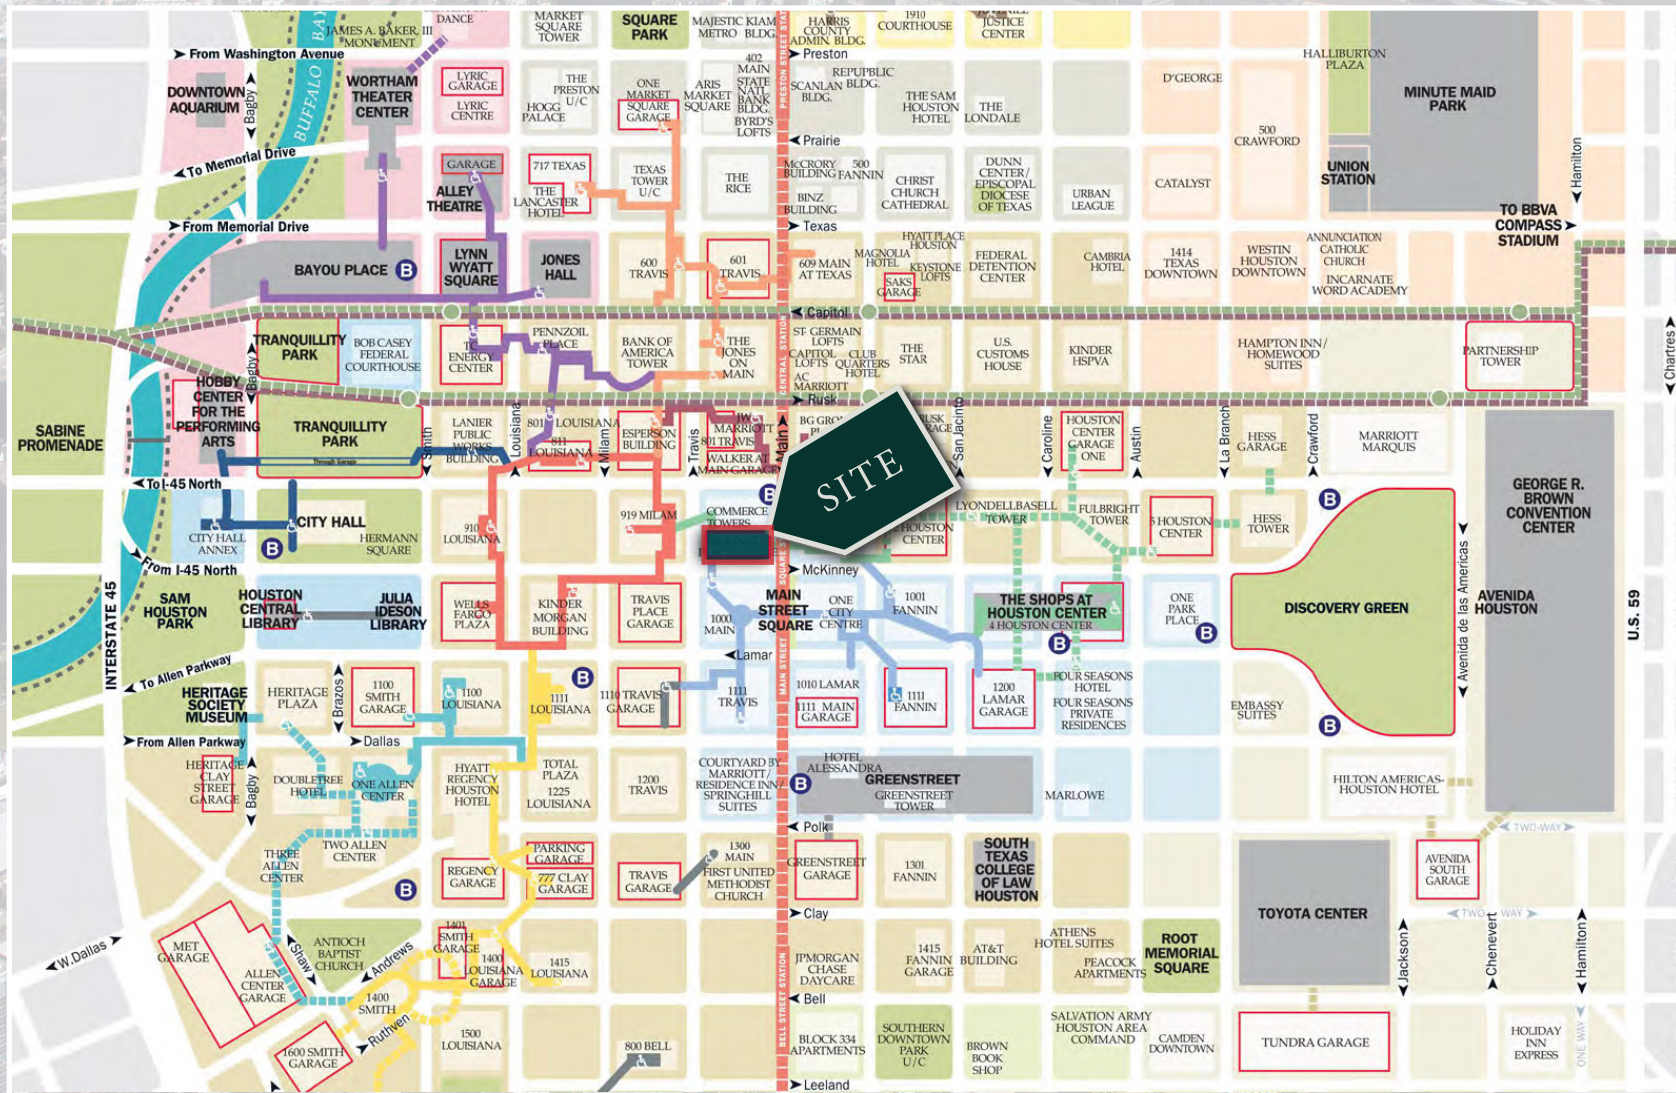 JAMES A. BAKER, III
MONUMENT
DANCE
MARKET
SQUARE
TOWER
SQUARE
PARK
MAJESTIC
METRO
KIAM
BLDG.
HARRIS
COUNTY
ADMIN. BLDG.
1910
COURTHOUSE
JUSTICE
CENTER
From Washington Avenue
Preston
PRESTON STREET STAT
BUFFALO BAY
DOWNTOWN
AQUARIUM
Bagby
WORTHAM
THEATER
CENTER
LYRIC
GARAGE
LYRIC
CENTRE
THE
PRESTON
U/C
HOGG
PALACE
ONE
MARKET
SQUARE
GARAGE
ARIS
MARKET
SQUARE
402
MAIN
STATE
NATL
BANK
BLDG.
BYRD'S
LOFTS
SCANLAN
BLDG.
REPUPBLIC
BLDG.
THE SAM
HOUSTON
HOTEL
THE
LONDALE
D'GEORGE
500
CRAWFORD
HALLIBURTON
PLAZA
MINUTE MAID
PARK
UNION
STATION
Hamilton
Prairie
To Memorial Drive
GARAGE
ALLEY
THEATRE
717 TEXAS
THE
LANCASTER
HOTEL
TEXAS
TOWER
U/C
THE
RICE
McCRORY
BUILDING
500
FANNIN
BINZ
BUILDING
CHRIST
CHURCH
CATHEDRAL
DUNN
CENTER/
EPISCOPAL
DIOCESE
OF TEXAS
URBAN
LEAGUE
CATALYST
From Memorial Drive
Texas
TO BBVA
COMPASS
STADIUM
BAYOU PLACE
B
LYNN
WYATT
SQUARE
JONES
HALL
600
TRAVIS
601
TRAVIS
609 MAIN
AT TEXAS
MAGNOLIA
HOTEL
HYATT PLACE
HOUSTON
KEYSTONE
LOFTS
SAKS
GARAGE
FEDERAL
DETENTION
CENTER
CAMBRIA
HOTEL
1414
TEXAS
DOWNTOWN
WESTIN
HOUSTON
DOWNTOWN
ANNUNCIATION
CATHOLIC
CHURCH
INCARNATE
WORD ACADEMY
Capitol
Chartres
TRANQUILLITY
PARK
BOB CASEY
FEDERAL
COURTHOUSE
TC
ENERGY
CENTER
PENNZOIL
PLACE
BANK OF
AMERICA
TOWER
THE
JONES
ON
MAIN
CENTRAL STATION
ST- GERMAIN
LOFTS
CAPITOL
LOFTS
CLUB
QUARTERS
HOTEL
AC
MARRIOTT
THE
STAR
U.S.
CUSTOMS
HOUSE
KINDER
HSPVA
HAMPTON INN/
HOMEWOOD
SUITES
PARTNERSHIP
TOWER
Bagby
Rusk
HOBBY
CENTER
FOR THE
PERFORMING
ARTS
SABINE
PROMENADE
TRANQUILLITY
PARK
Through Garage
Smith
LANIER
PUBLIC
WORKS
BUILDING
Louisiana
801 LOUISIANA
811
LOUISIANA
Miami
ESPERSON
BUILDING
Travis
JW
MARRIOTT
801 TRAVIS
WALKER AT
MAIN GARAGE
Main
SITE
San Jacinto
Caroline
HOUSTON
CENTER
GARAGE
ONE
Austin
La Branch
HESS
GARAGE
Crawford
MARRIOTT
MARQUIS
GEORGE R.
BROWN
CONVENTION
CENTER
To I-45 North
CITY HALL
ANNEX
CITY HALL
HERMANN
SQUARE
B
910
LOUISIANA
919 MILAM
COMMERCE
TOWERS
B
HOUSTON
CENTER
LYONDELLBASELL
TOWER
FULBRIGHT
TOWER
5 HOUSTON
CENTER
HESS
TOWER
B
From I-45 North
McKinney
INTERSTATE 45
SAM
HOUSTON
PARK
HOUSTON
CENTRAL
LIBRARY
JULIA
IDESON
LIBRARY
WELLS
FARGO
PLAZA
KINDER
MORGAN
BUILDING
TRAVIS
PLACE
GARAGE
1000
MAIN
MAIN
STREET
SQUARE
ONE
CITY
CENTRE
1001
FANNIN
THE SHOPS AT
HOUSTON CENTER
4 HOUSTON CENTER
B
ONE
PARK
PLACE
B
DISCOVERY GREEN
Avenida de las Americas
AVENIDA
HOUSTON
U.S. 59
Lamar
To Allen Parkway
HERITAGE
SOCIETY
MUSEUM
HERITAGE
PLAZA
Brazos
1100
SMITH
GARAGE
1100
LOUISIANA
1111
LOUISIANA
B
1110 TRAVIS
GARAGE
1111
TRAVIS
1010 LAMAR
1111 MAIN
GARAGE
1111
FANNIN
1200
LAMAR
GARAGE
FOUR SEASONS
HOTEL
FOUR SEASONS
PRIVATE
RESIDENCES
EMBASSY
SUITES
B
From Allen Parkway
Dallas
HERITAGE
CLAY
STREET
GARAGE
Bagby
DOUBLETREE
HOTEL
ONE ALLEN
CENTER
HYATT
REGENCY
HOUSTON
HOTEL
TOTAL
PLAZA
1225
LOUISIANA
1200
TRAVIS
COURTYARD BY
MARRIOTT/
RESIDENCE INN/
SPRINGHILL
SUITES
B
HOTEL
ALESSANDRA
GREENSTREET
GREENSTREET
TOWER
MARLOWE
HILTON AMERICAS-
HOUSTON HOTEL
Polk
TWO-WAY
THREE
ALLEN
CENTER
TWO ALLEN
CENTER
B
REGENCY
GARAGE
PARKING
GARAGE
777 CLAY
GARAGE
TRAVIS
GARAGE
1300
MAIN
FIRST UNITED
METHODIST
CHURCH
GREENSTREET
GARAGE
1301
FANNIN
SOUTH
TEXAS
COLLEGE
OF LAW
HOUSTON
TOYOTA CENTER
AVENIDA
SOUTH
GARAGE
Clay
TWO WAY
W.Dallas
MET
GARAGE
ALLEN
CENTER
GARAGE
Shaw
ANTIOCH
BAPTIST
CHURCH
Andrews
1401
SMITH
GARAGE
1400
LOUISIANA
GARAGE
1415
LOUISIANA
JPMORGAN
CHASE
DAYCARE
1415
FANNIN
GARAGE
AT&T
BUILDING
ATHENS
HOTEL SUITES
PEACOCK
APARTMENTS
ROOT
MEMORIAL
SQUARE
Jackson
Chenevert
Hamilton
1400
SMITH
Ruthven
Bell
BELL STATION
1600 SMITH
GARAGE
1500
LOUISIANA
800 BELL
BLOCK 334
APARTMENTS
SOUTHERN
DOWNTOWN
PARK
U/C
BROWN
BOOK
SHOP
SALVATION ARMY
HOUSTON AREA
COMMAND
CAMDEN
DOWNTOWN
TUNDRA GARAGE
HOLIDAY
INN
EXPRESS
ONE WAY
Leeland